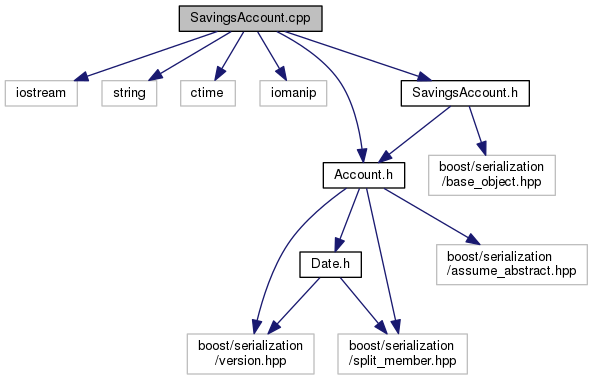 SavingsAccount.cpp
iostream
string
ctime
iomanip
SavingsAccount.h
Account.h
boost/serialization
/base_object.hpp
Date.h
boost/serialization
/assume_abstract.hpp
boost/serialization
/version.hpp
boost/serialization
/split_member.hpp